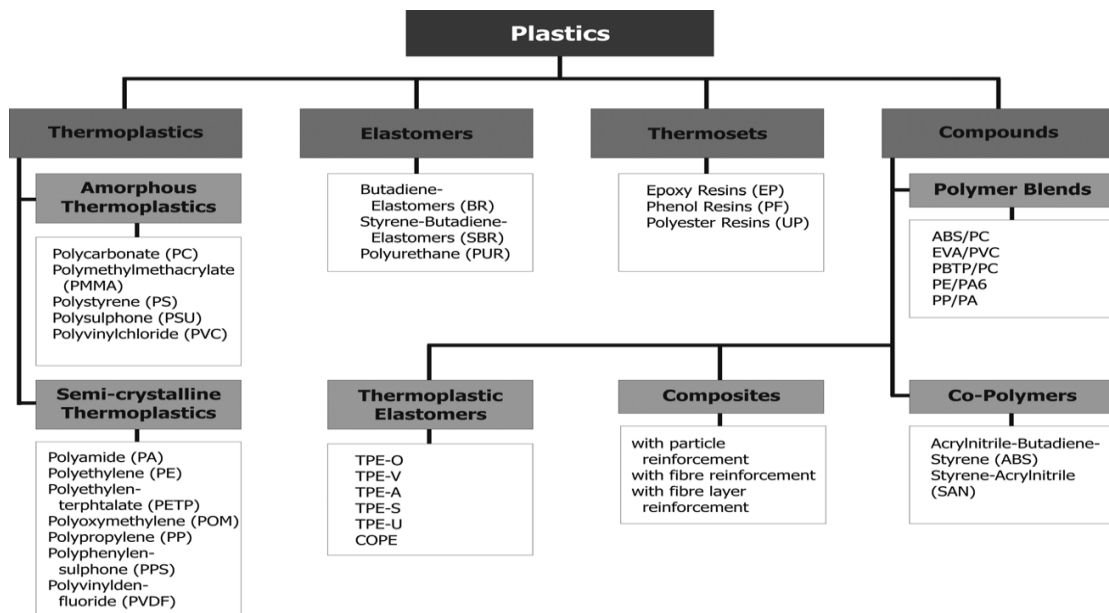 Plastics
Thermoplastics
Elastomers
Thermosets
Compounds
Amorphous
Thermoplastics
Polycarbonate (PC)
Polymethylmethacrylate
(PMMA)
Polystyrene (PS)
Polysulphone (PSU)
Polyvinylchloride (PVC)
Semi-crystalline
Thermoplastics
Polyamide (PA)
Polyethylene (PE)
Polyethylen-
terphtalate (PETP)
Polyoxymethylene (POM)
Polypropylene (PP)
Polyphenylen-
sulphone (PPS)
Polyvinylden-
fluoride (PVDF)
Butadiene-
Elastomers (BR)
Styrene-Butadiene-
Elastomers (SBR)
Polyurethane (PUR)
Epoxy Resins (EP)
Phenol Resins (PF)
Polyester Resins (UP)
Polymer Blends
ABS/PC
EVA/PVC
PBTP/PC
PE/PA6
PP/PA
Thermoplastic
Elastomers
TPE-O
TPE-V
TPE-A
TPE-S
TPE-U
COPE
Composites
with particle
reinforcement
with fibre reinforcement
with fibre layer
reinforcement
Co-Polymers
Acrylnitrile-Butadiene-
Styrene (ABS)
Styrene-Acrylnitrile
(SAN)